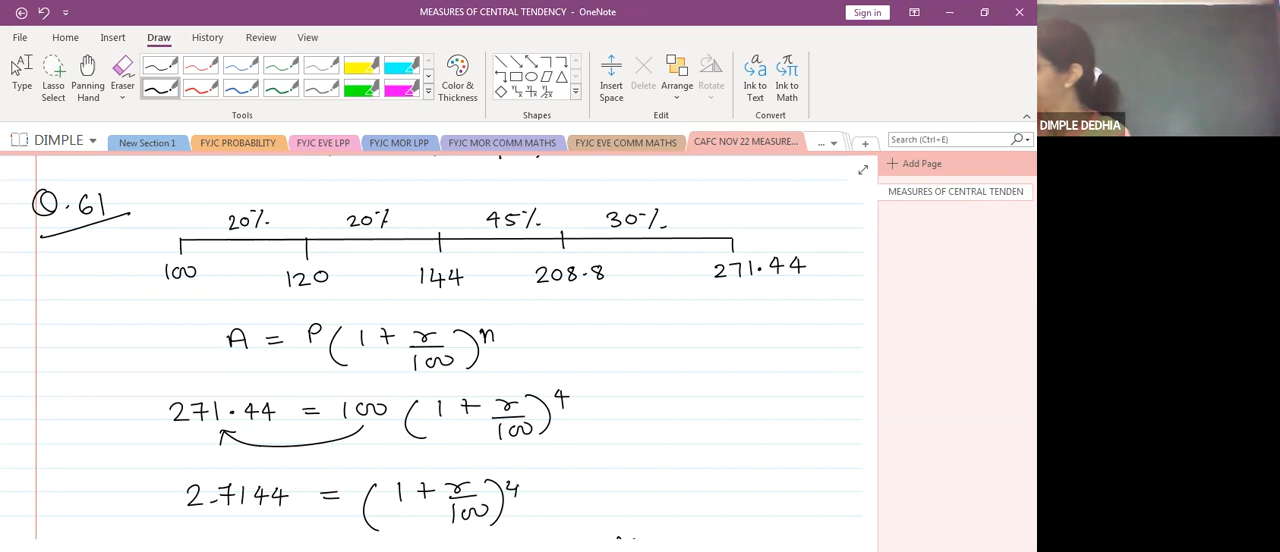 MEASURES OF CENTRAL TENDENCY - OneNote
Sign in
File Home Insert Draw History Review View
Type Lasso Select Panning Hand Eraser
Color & Thickness
Insert Space Delete Arrange Rotate
Ink to Text Ink to Math
Tools Shapes Edit Convert
DIMPLE New Section 1 FYJC PROBABILITY FYJC EVE LPP FYJC MOR LPP FYJC MOR COMM MATHS FYJC EVE COMM MATHS CAFC NOV 22 MEASURE... ... Search (Ctrl+E)
Add Page
MEASURES OF CENTRAL TENDEN
DIMPLE DEDHIA
Q.61
20% 20% 45% 30%
100 120 144 208.8 271.44
A = P(1 + r/100)^n
271.44 = 100 (1 + r/100)^4
2.7144 = (1 + r/100)^4